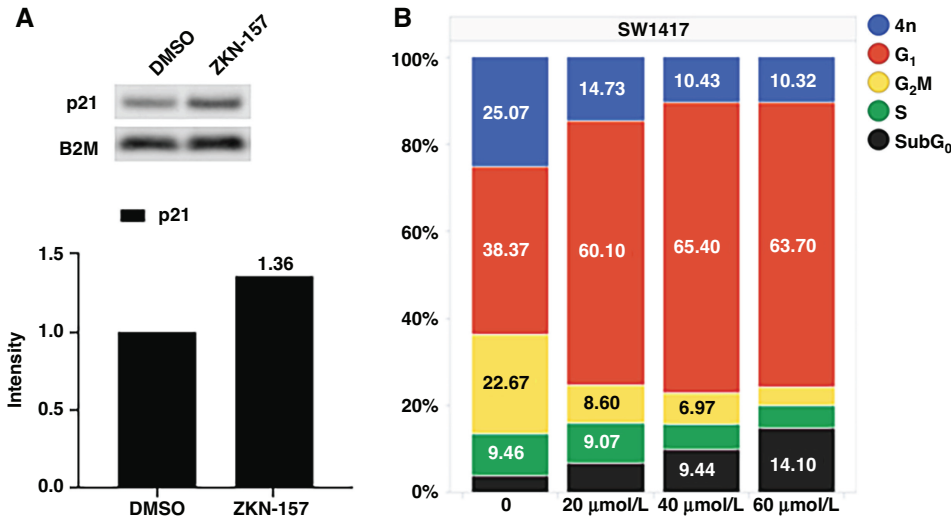 A
DMSO
ZKN-157
p21
B2M
p21
1.5
1.0
0.5
0.0
Intensity
1.36
DMSO
ZKN-157
B
SW1417
100%
80%
60%
40%
20%
0%
25.07
38.37
22.67
9.46
14.73
60.10
8.60
9.07
10.43
65.40
6.97
9.44
10.32
63.70
14.10
0
20 μmol/L
40 μmol/L
60 μmol/L
4n
G₁
G₂M
S
SubG₀